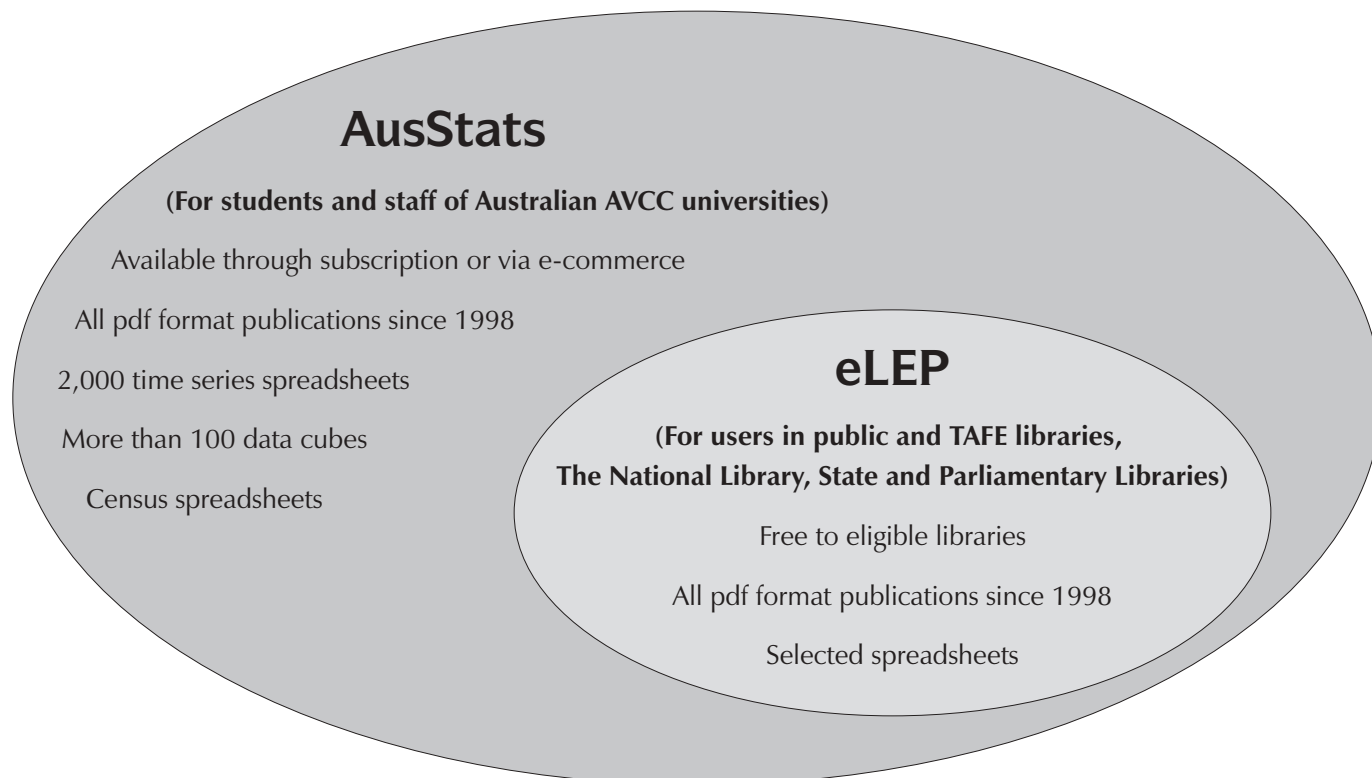 AusStats
(For students and staff of Australian AVCC universities)
Available through subscription or via e-commerce
All pdf format publications since 1998
2,000 time series spreadsheets
More than 100 data cubes
Census spreadsheets
eLEP
(For users in public and TAFE libraries,
The National Library, State and Parliamentary Libraries)
Free to eligible libraries
All pdf format publications since 1998
Selected spreadsheets